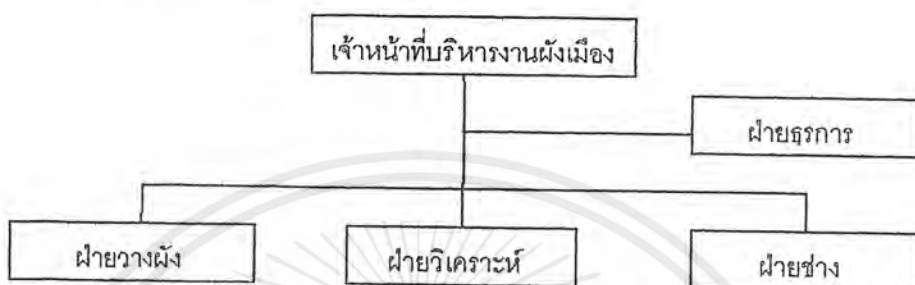 เจ้าหน้าที่บริหารงานผังเมือง
ฝ่ายธุรการ
ฝ่ายวางผัง
ฝ่ายวิเคราะห์
ฝ่ายช่าง